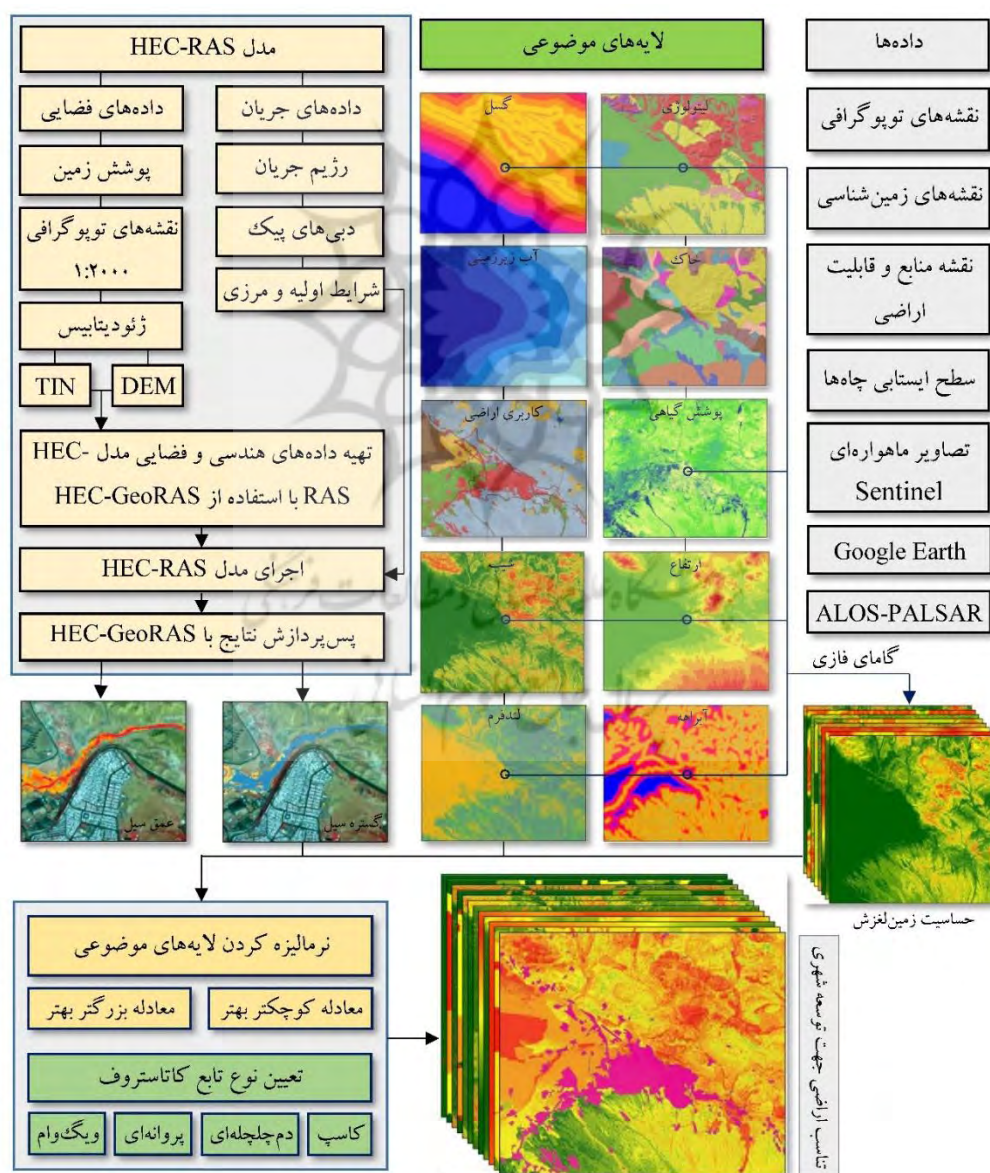 داده‌ها
نقشه‌های توپوگرافی
نقشه‌های زمین‌شناسی
نقشه منابع و قابلیت
اراضی
سطح ایستابی چاه‌ها
تصاویر ماهواره‌ای
Sentinel
Google Earth
ALOS-PALSAR
گامای فازی
حساسیت زمین‌لغزش
لایه‌های موضوعی
لیتولوژی
گسل
خاک
آب زیرزمینی
پوشش گیاهی
کاربری اراضی
ارتفاع
شیب
آبراهه
لندفرم
مدل HEC-RAS
داده‌های جریان
داده‌های فضایی
رژیم جریان
پوشش زمین
دبی‌های پیک
نقشه‌های توپوگرافی
۱:۲۰۰۰
شرایط اولیه و مرزی
ژئودیتابیس
DEM
TIN
تهیه داده‌های هندسی و فضایی مدل HEC-
RAS با استفاده از HEC-GeoRAS
اجرای مدل HEC-RAS
پس‌پردازش نتایج با HEC-GeoRAS
گستره سیل
عمق سیل
نرمالیزه کردن لایه‌های موضوعی
معادله کوچکتر بهتر
معادله بزرگتر بهتر
تعیین نوع تابع کاتاستروف
کاسپ
دم‌چلچله‌ای
پروانه‌ای
ویگ‌وام
تناسب اراضی جهت توسعه شهری